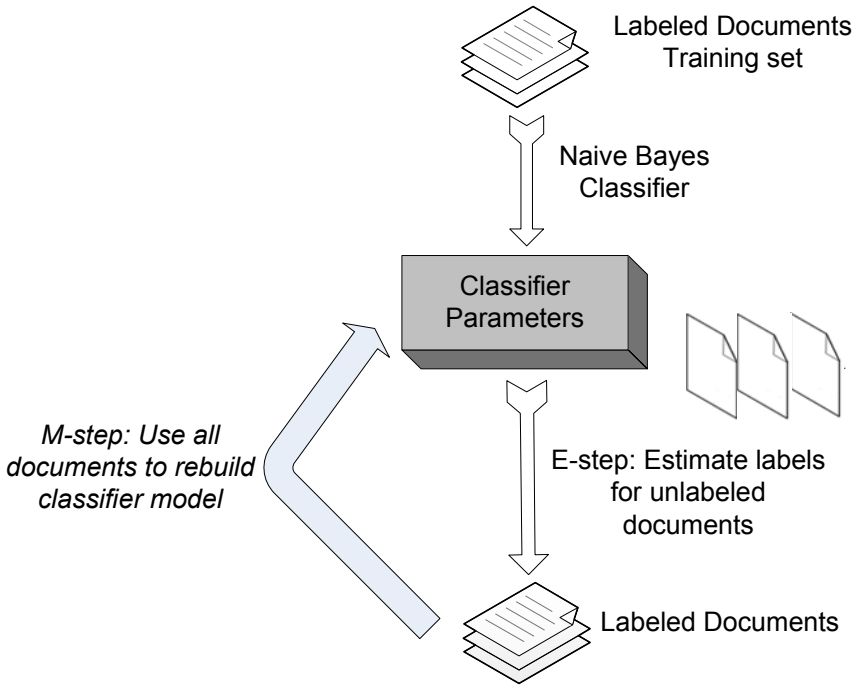 Labeled Documents
Training set
Naive Bayes
Classifier
Classifier
Parameters
M-step: Use all
documents to rebuild
classifier model
E-step: Estimate labels
for unlabeled
documents
Labeled Documents